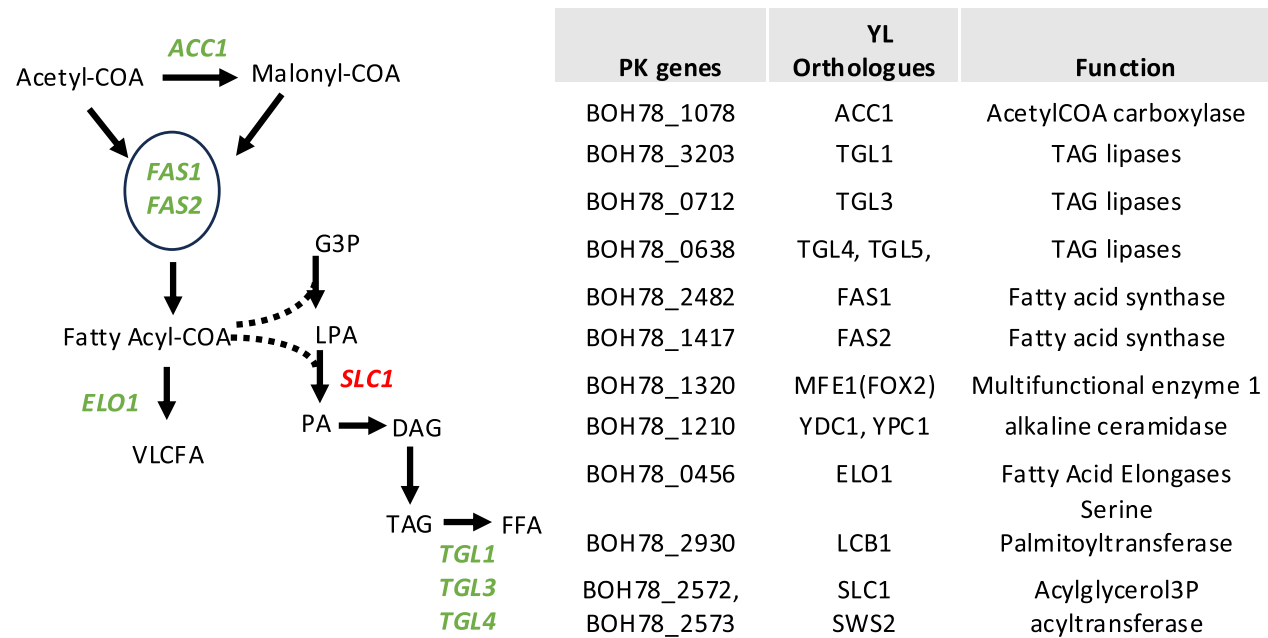 ACC1
Acetyl-COA
Malonyl-COA
FAS1
FAS2
G3P
Fatty Acyl-COA
LPA
SLC1
ELO1
PA
DAG
VLCFA
TAG
FFA
TGL1
TGL3
TGL4
PK genes YL Orthologues Function
BOH78_1078 ACC1 AcetylCOA carboxylase
BOH78_3203 TGL1 TAG lipases
BOH78_0712 TGL3 TAG lipases
BOH78_0638 TGL4, TGL5, TAG lipases
BOH78_2482 FAS1 Fatty acid synthase
BOH78_1417 FAS2 Fatty acid synthase
BOH78_1320 MFE1(FOX2) Multifunctional enzyme 1
BOH78_1210 YDC1, YPC1 alkaline ceramidase
BOH78_0456 ELO1 Fatty Acid Elongases
Serine
BOH78_2930 LCB1 Palmitoyltransferase
BOH78_2572, SLC1 Acylglycerol3P
BOH78_2573 SWS2 acyltransferase